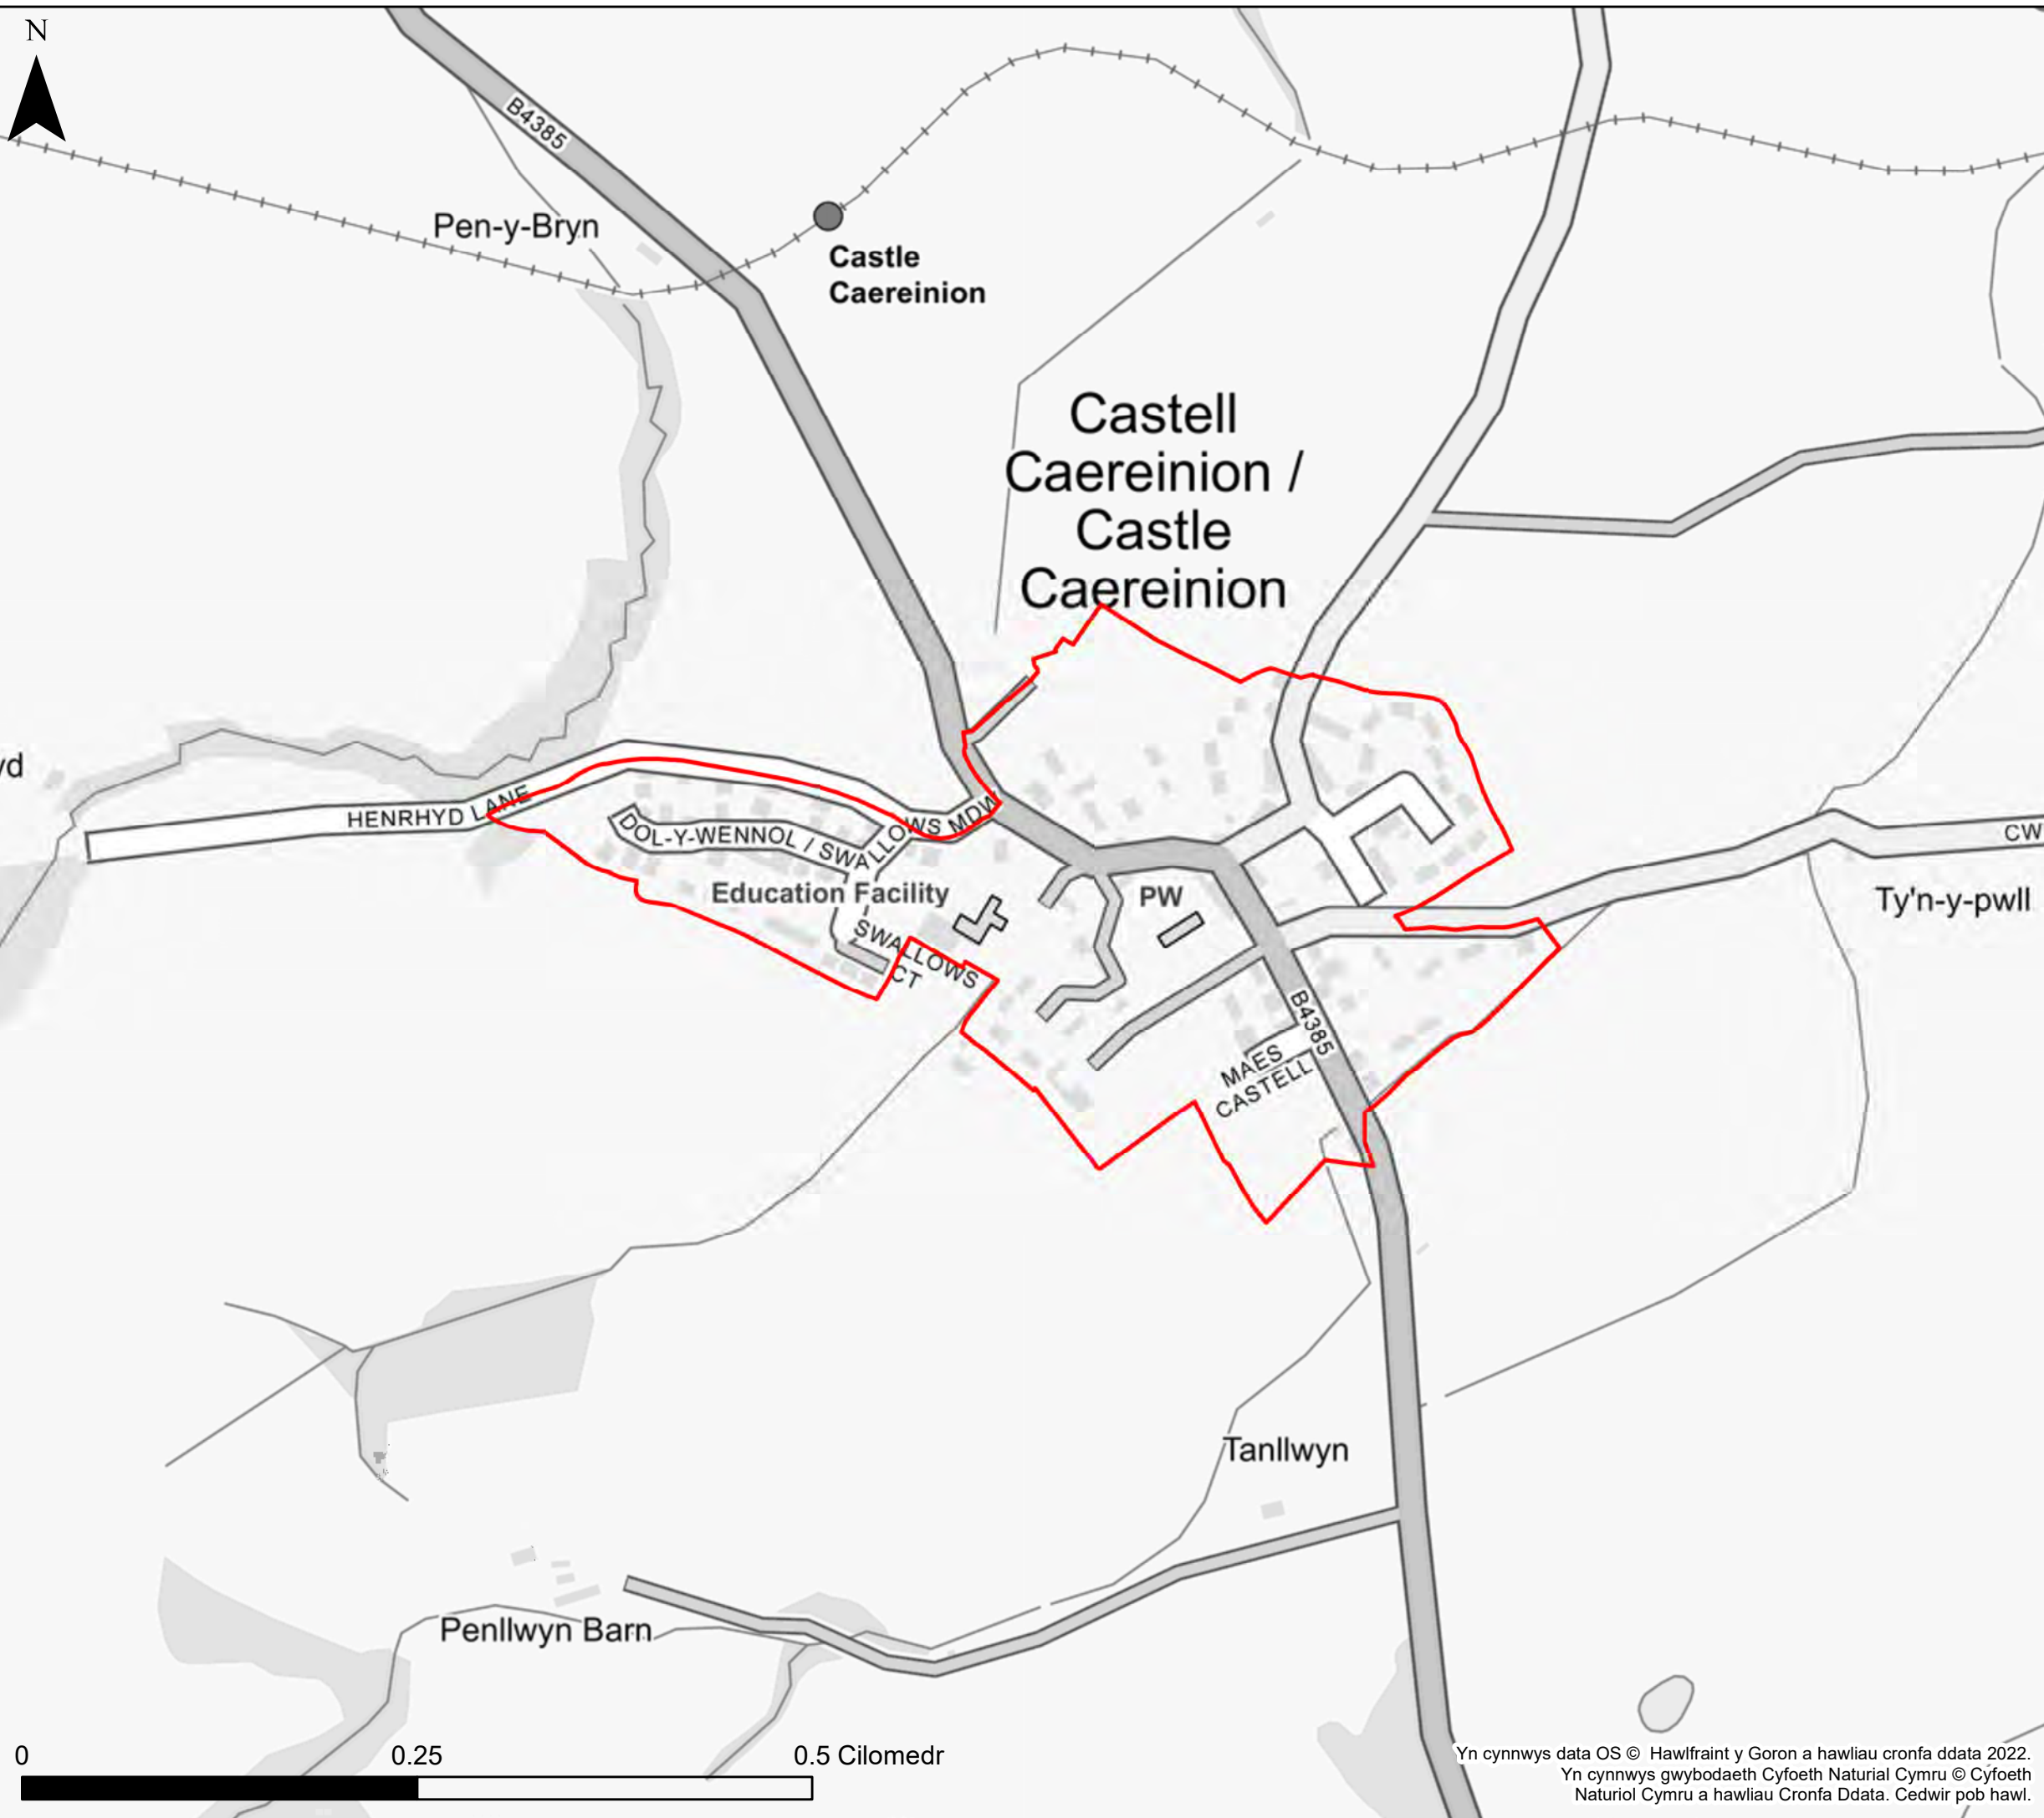 N
B4385
Pen-y-Bryn
Castle
Caereinion
Castell
Caereinion /
Castle
Caereinion
yd
HENRHYD LANE
DOL-Y-WENNOL / SWALLOWS MDW
CW
Education Facility
PW
Ty'n-y-pwll
SWALLOWS
CT
B4385
MAES
CASTELL
Tanllwyn
Penllwyn Barn
0
0.25
0.5 Cilomedr
Yn cynnwys data OS © Hawlfraint y Goron a hawliau cronfa ddata 2022.
Yn cynnwys gwybodaeth Cyfoeth Naturial Cymru © Cyfoeth
Naturiol Cymru a hawliau Cronfa Ddata. Cedwir pob hawl.